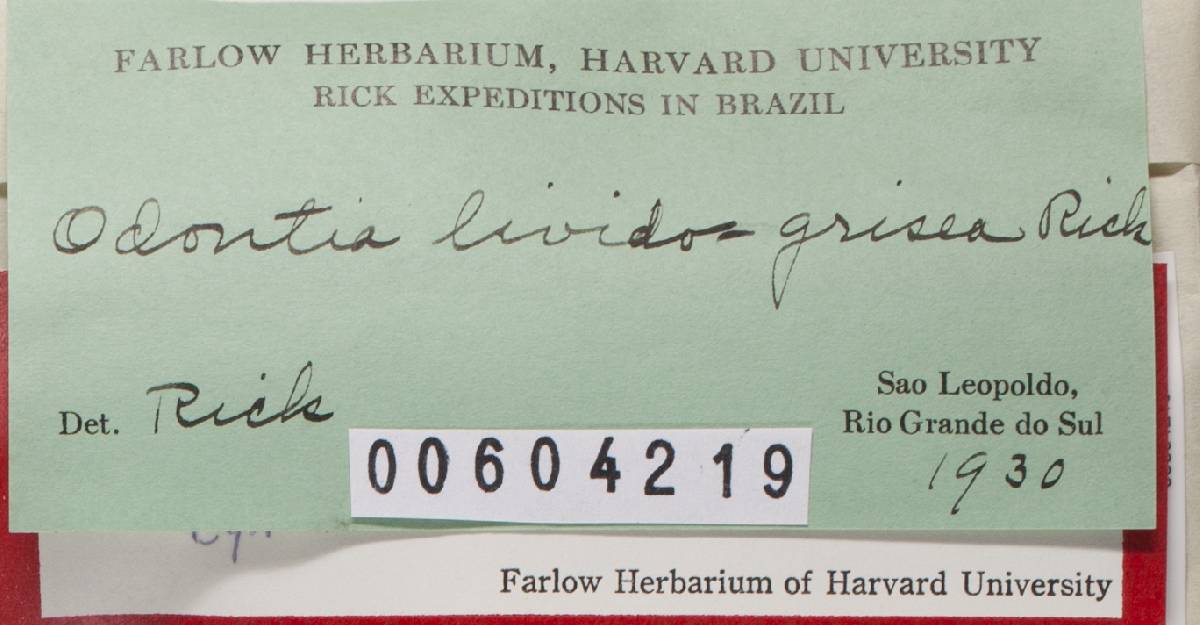 FARLOW HERBARIUM, HARVARD UNIVERSITY
RICK EXPEDITIONS IN BRAZIL
Odontia livido-grisea Rick
Det. Rick
Sao Leopoldo,
Rio Grande do Sul
1930
00604219
Farlow Herbarium of Harvard University